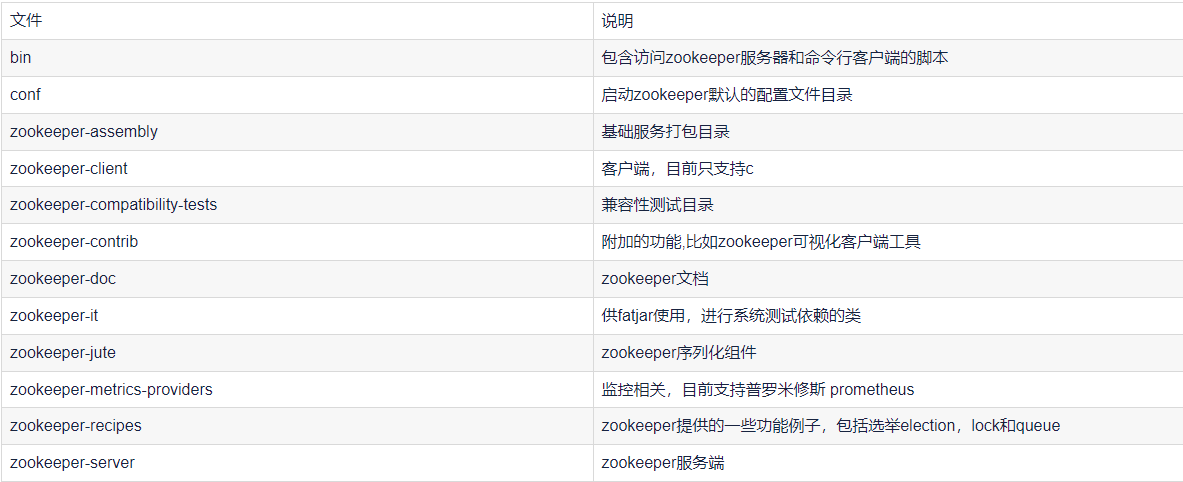 文件 说明
bin 包含访问zookeeper服务器和命令行客户端的脚本
conf 启动zookeeper默认的配置文件目录
zookeeper-assembly 基础服务打包目录
zookeeper-client 客户端，目前只支持c
zookeeper-compatibility-tests 兼容性测试目录
zookeeper-contrib 附加的功能,比如zookeeper可视化客户端工具
zookeeper-doc zookeeper文档
zookeeper-it 供fatjar使用，进行系统测试依赖的类
zookeeper-jute zookeeper序列化组件
zookeeper-metrics-providers 监控相关，目前支持普罗米修斯 prometheus
zookeeper-recipes zookeeper提供的一些功能例子，包括选举election，lock和queue
zookeeper-server zookeeper服务端